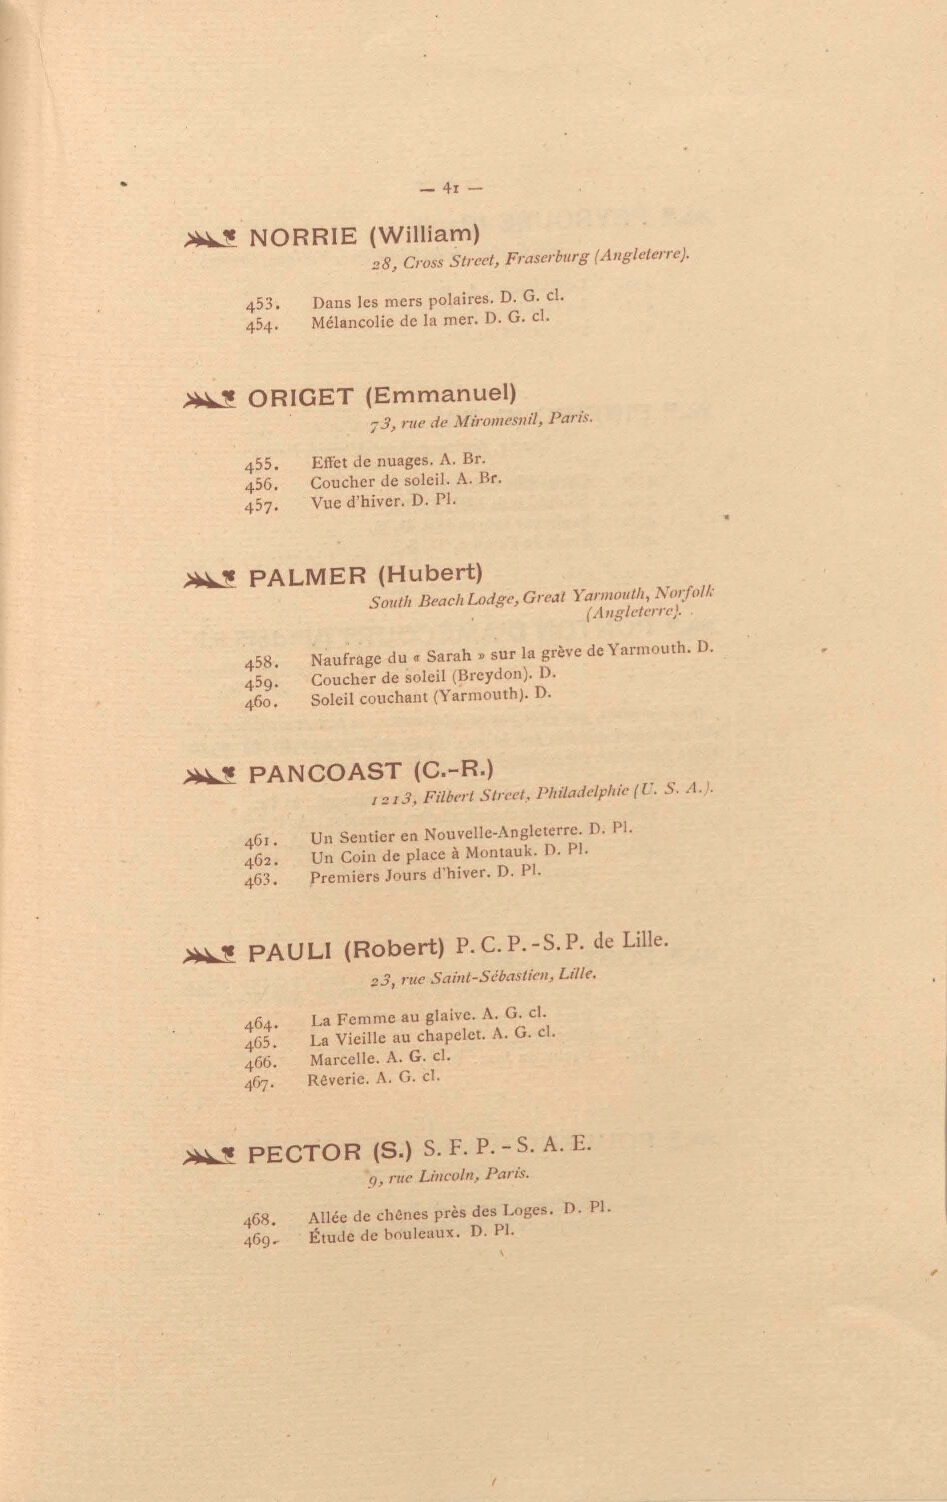 — 41 —
NORRIE (William)
28, Cross Street, Fraserburg (Angleterre).
453. Dans les mers polaires. D. G. cl.
454. Mélancolie de la mer. D. G. cl.
ORIGET (Emmanuel)
73, rue de Miromesnil, Paris.
455. Effet de nuages. A. Br.
456. Coucher de soleil. A. Br.
457. Vue d'hiver. D. Pl.
PALMER (Hubert)
South Beach Lodge, Great Yarmouth, Norfolk
(Angleterre).
458. Naufrage du « Sarah » sur la grève de Yarmouth. D.
459. Coucher de soleil (Breydon). D.
460. Soleil couchant (Yarmouth). D.
PANCOAST (C.-R.)
1213, Filbert Street, Philadelphie (U. S. A.).
461. Un Sentier en Nouvelle-Angleterre. D. Pl.
462. Un Coin de place à Montauk. D. Pl.
463. Premiers Jours d'hiver. D. Pl.
PAULI (Robert) P. C. P. - S. P. de Lille.
23, rue Saint-Sébastien, Lille.
464. La Femme au glaive. A. G. cl.
465. La Vieille au chapelet. A. G. cl.
466. Marcelle. A. G. cl.
467. Rêverie. A. G. cl.
PECTOR (S.) S. F. P. - S. A. E.
9, rue Lincoln, Paris.
468. Allée de chênes près des Loges. D. Pl.
469. Étude de bouleaux. D. Pl.